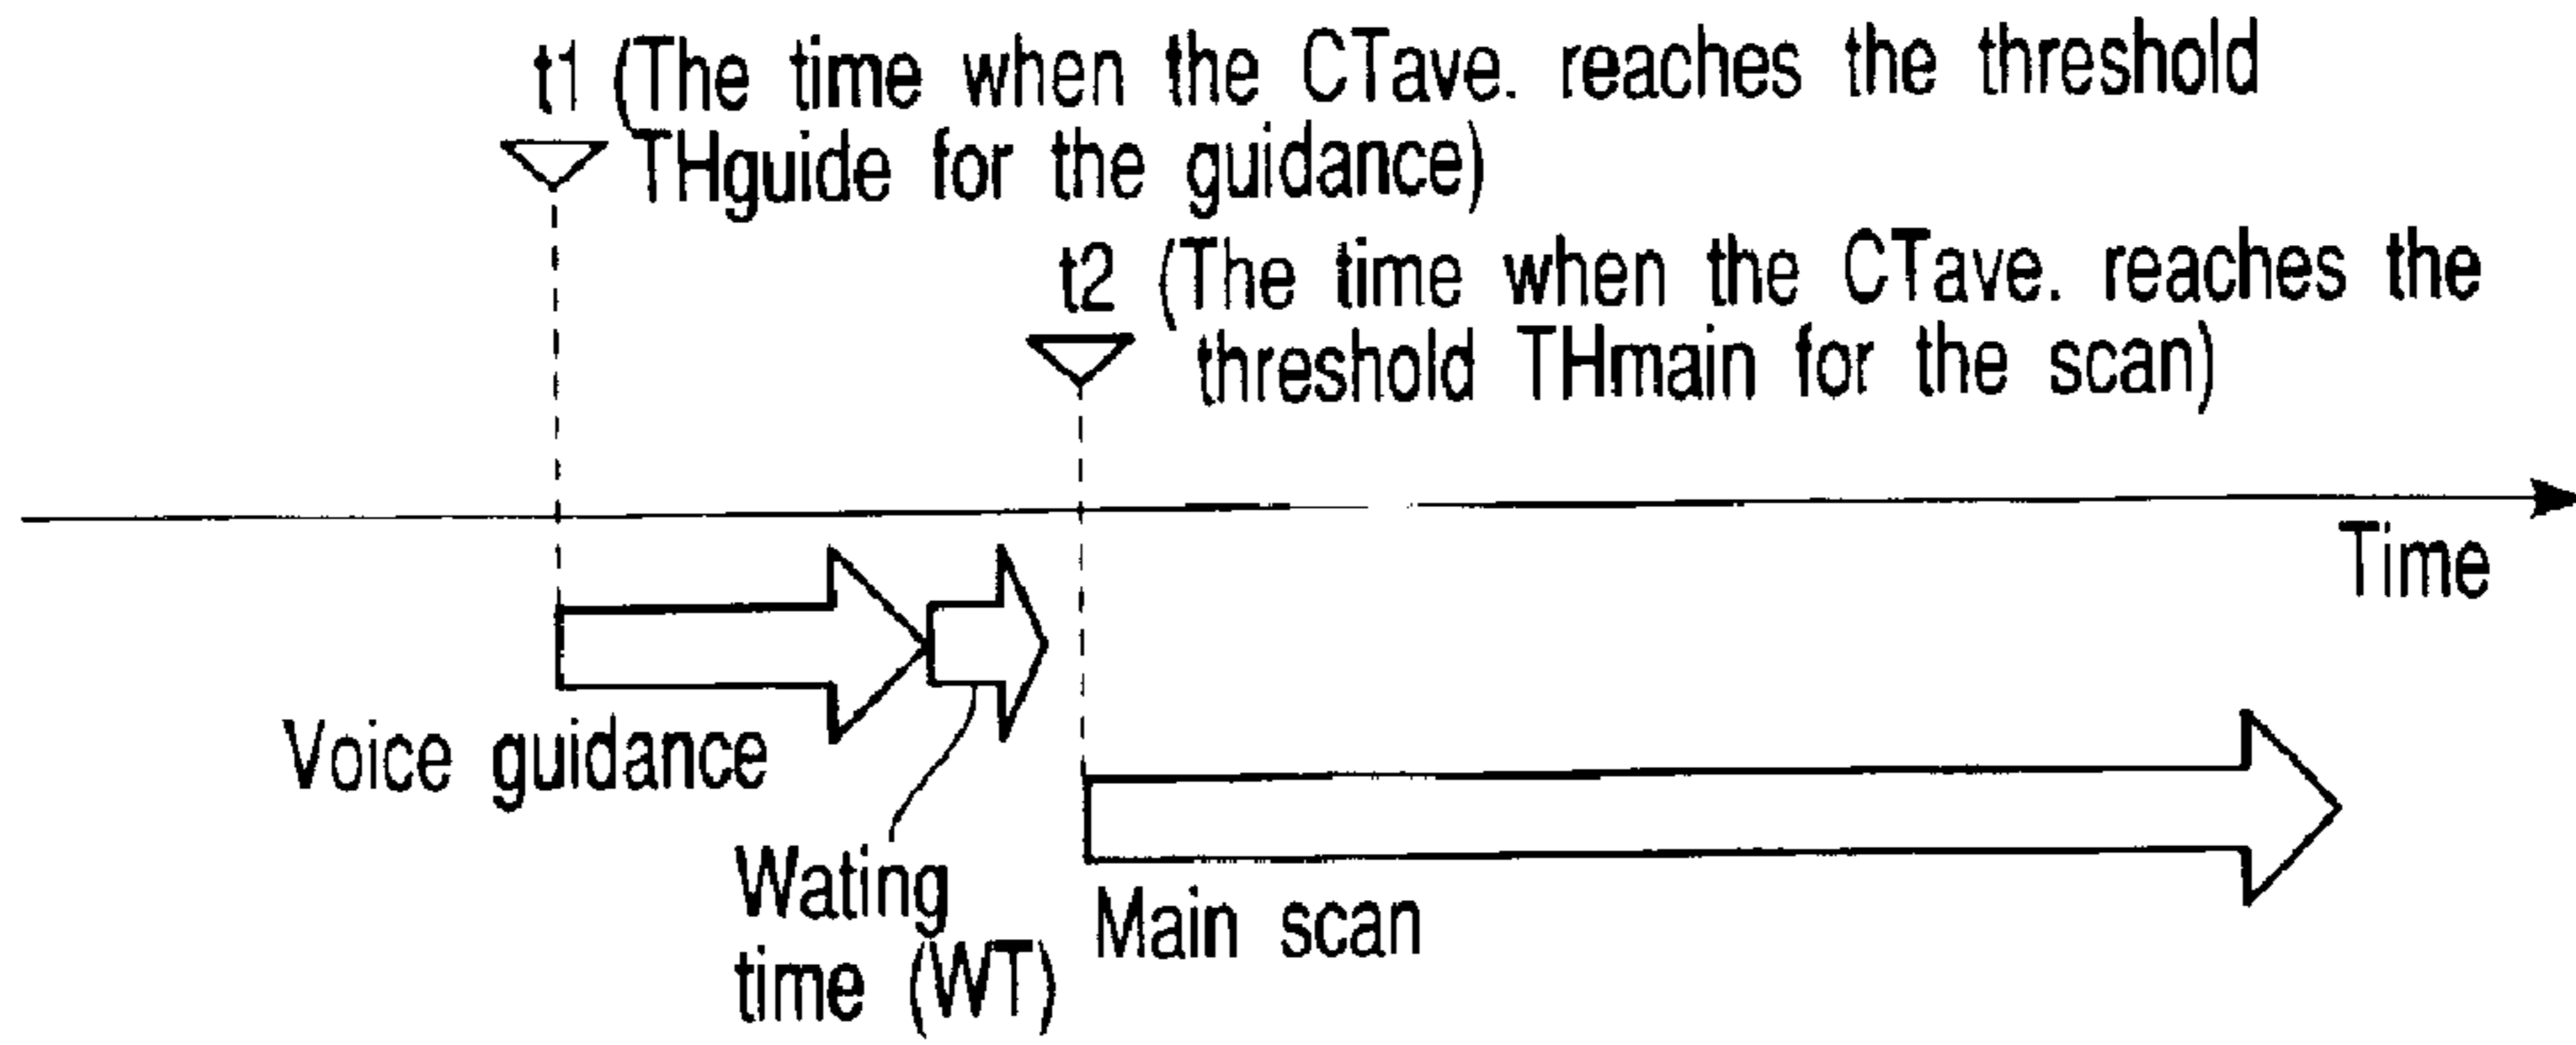 t1 (The time when the CTave. reaches the threshold
THguide for the guidance)
t2 (The time when the CTave. reaches the
threshold THmain for the scan)
Time
Voice guidance
Wating
time (WT)
Main scan